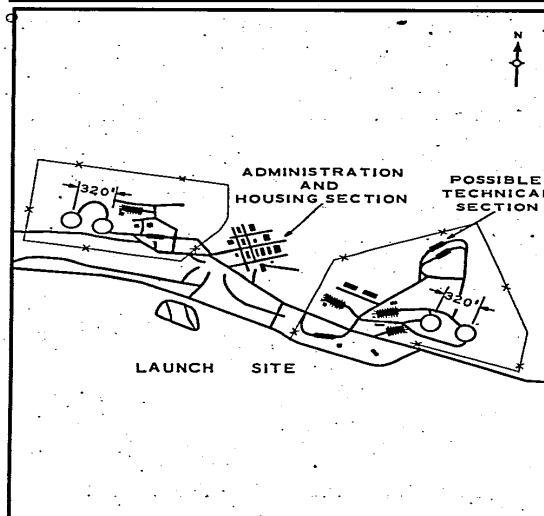 N
ADMINISTRATION
AND
HOUSING SECTION
POSSIBLE
TECHNICAL
SECTION
320'
320'
LAUNCH SITE